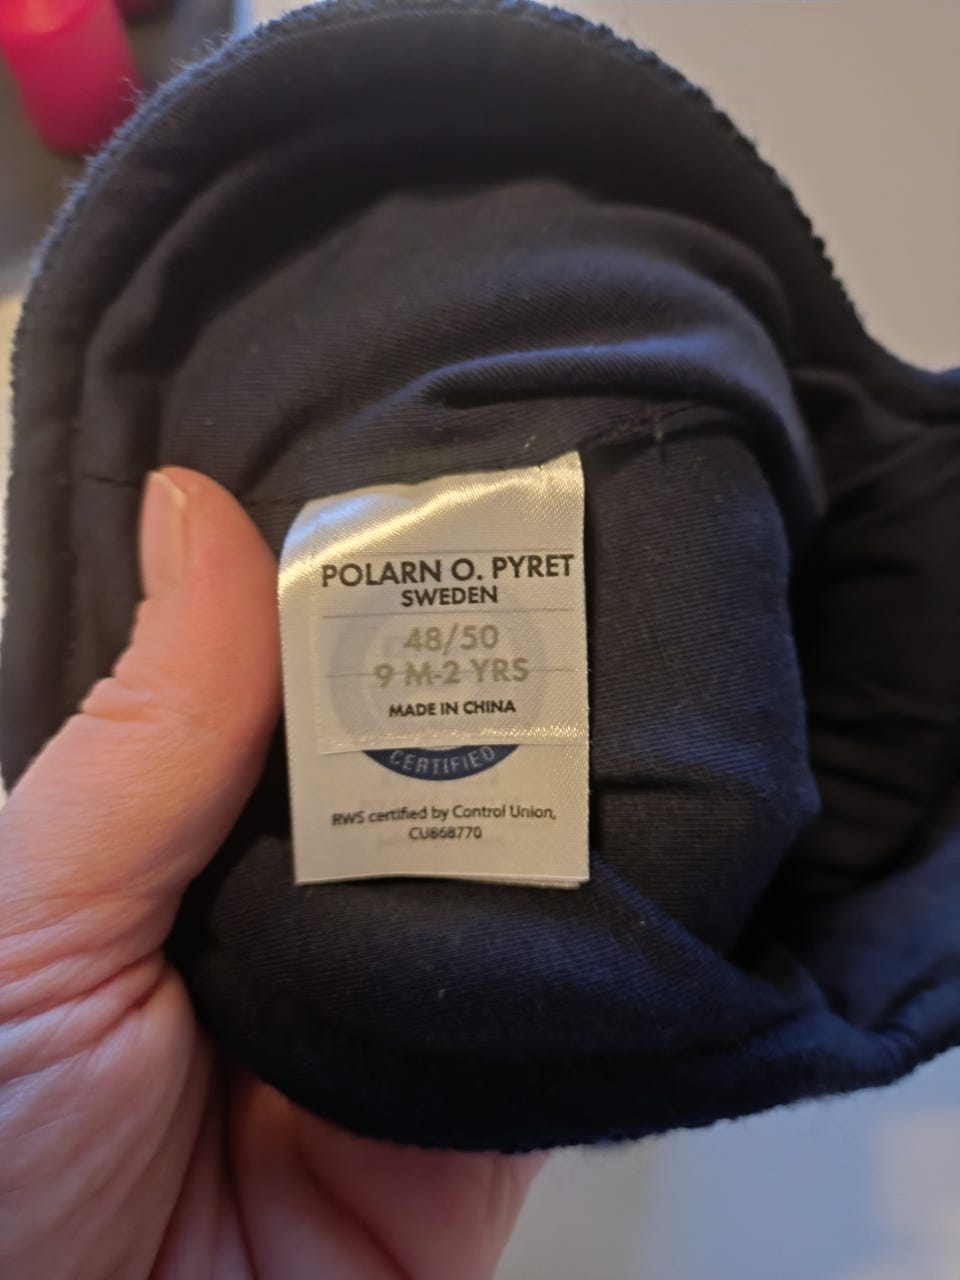 POLARN O. PYRET
SWEDEN
48/50
9 M-2 YRS
MADE IN CHINA
CERTIFIED
RWS certified by Control Union,
CU868770